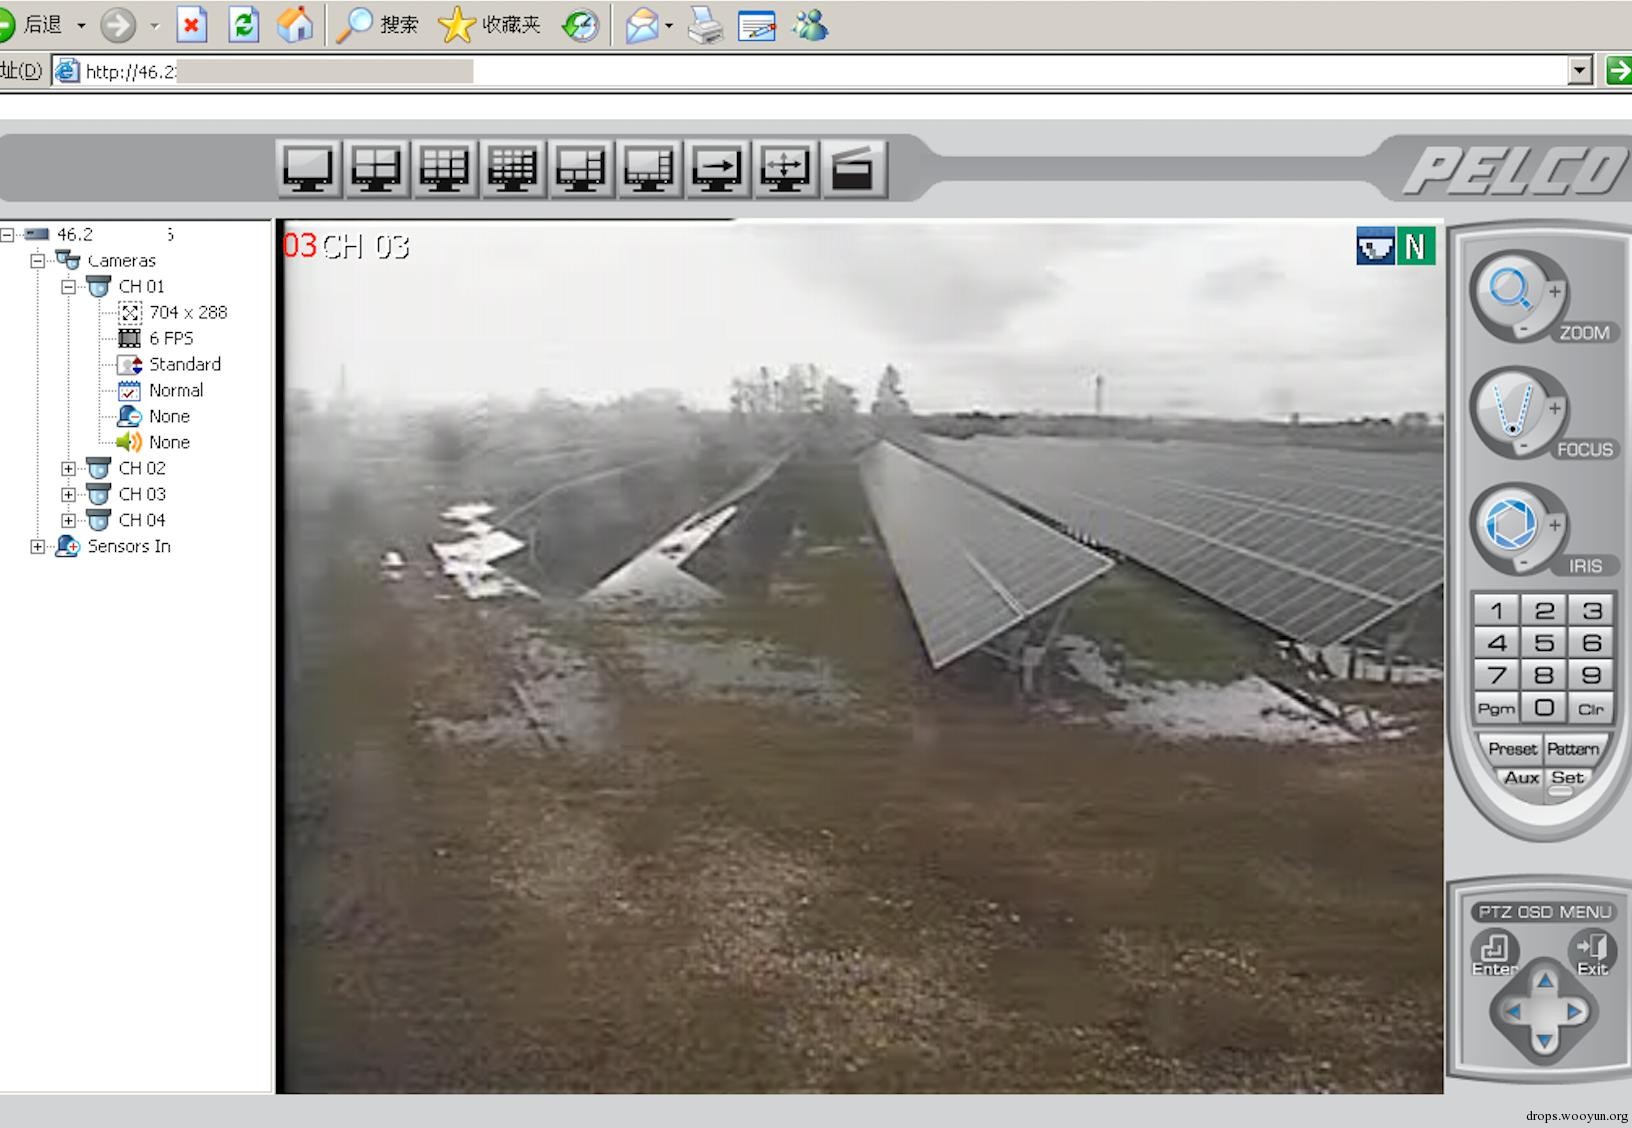 后退 搜索 收藏夹
址(D) http://46.2
PELCO
46.2 5
Cameras
CH 01
704 x 288
6 FPS
Standard
Normal
None
None
CH 02
CH 03
CH 04
Sensors In
03 CH 03
N
ZOOM
FOCUS
IRIS
1 2 3
4 5 6
7 8 9
Pgm 0 Clr
Preset Pattern
Aux Set
PTZ OSD MENU
Enter Exit
drops.wooyun.org